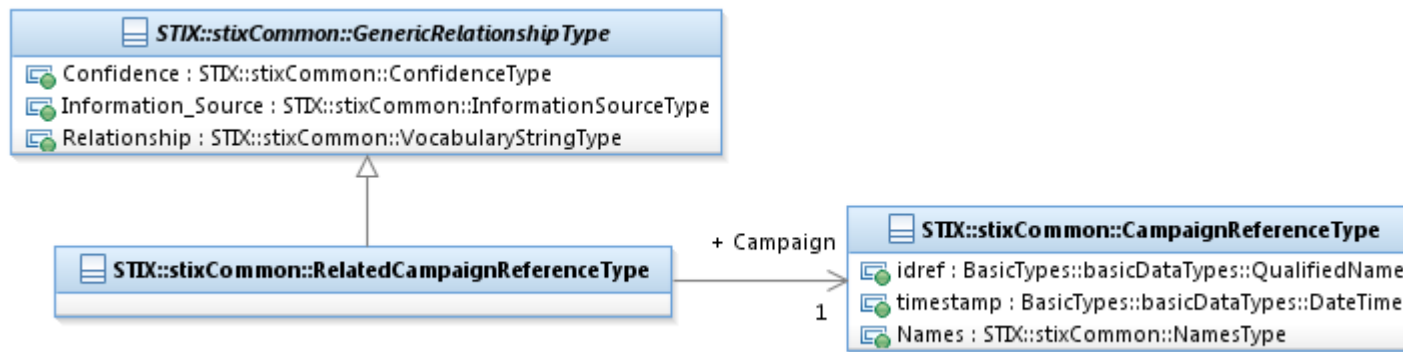 STIX::stixCommon::GenericRelationshipType
Confidence : STIX::stixCommon::ConfidenceType
Information_Source : STIX::stixCommon::InformationSourceType
Relationship : STIX::stixCommon::VocabularyStringType
STIX::stixCommon::RelatedCampaignReferenceType
+ Campaign
1
STIX::stixCommon::CampaignReferenceType
idref : BasicTypes::basicDataTypes::QualifiedName
timestamp : BasicTypes::basicDataTypes::DateTime
Names : STIX::stixCommon::NamesType